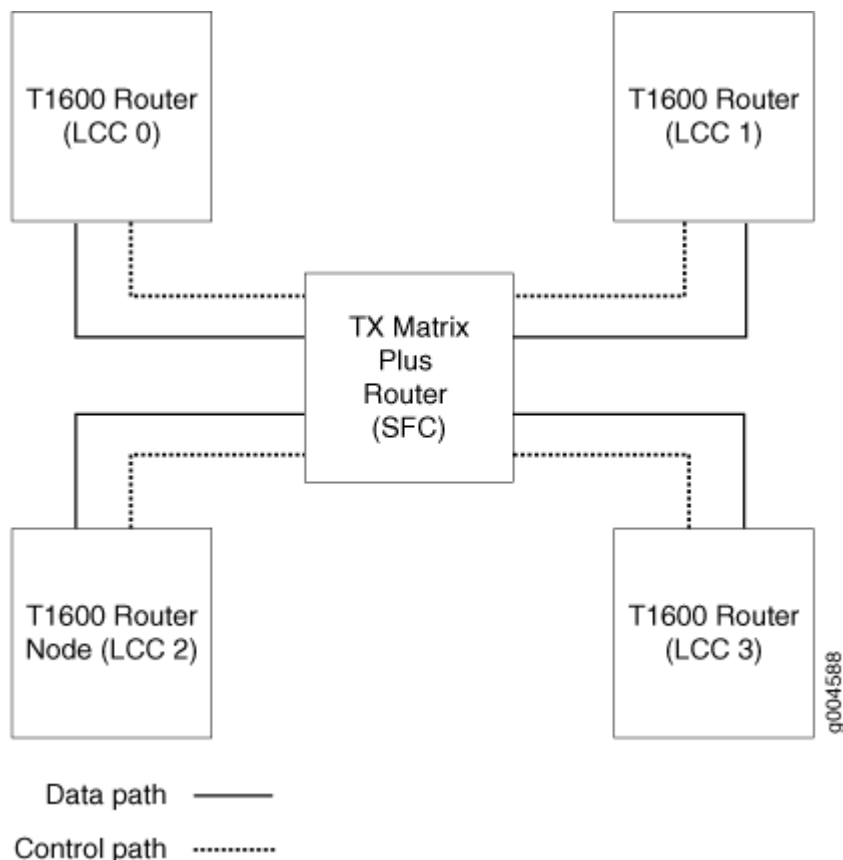 T1600 Router
(LCC 0)
T1600 Router
(LCC 1)
TX Matrix
Plus
Router
(SFC)
T1600 Router
Node (LCC 2)
T1600 Router
(LCC 3)
g004588
Data path
Control path